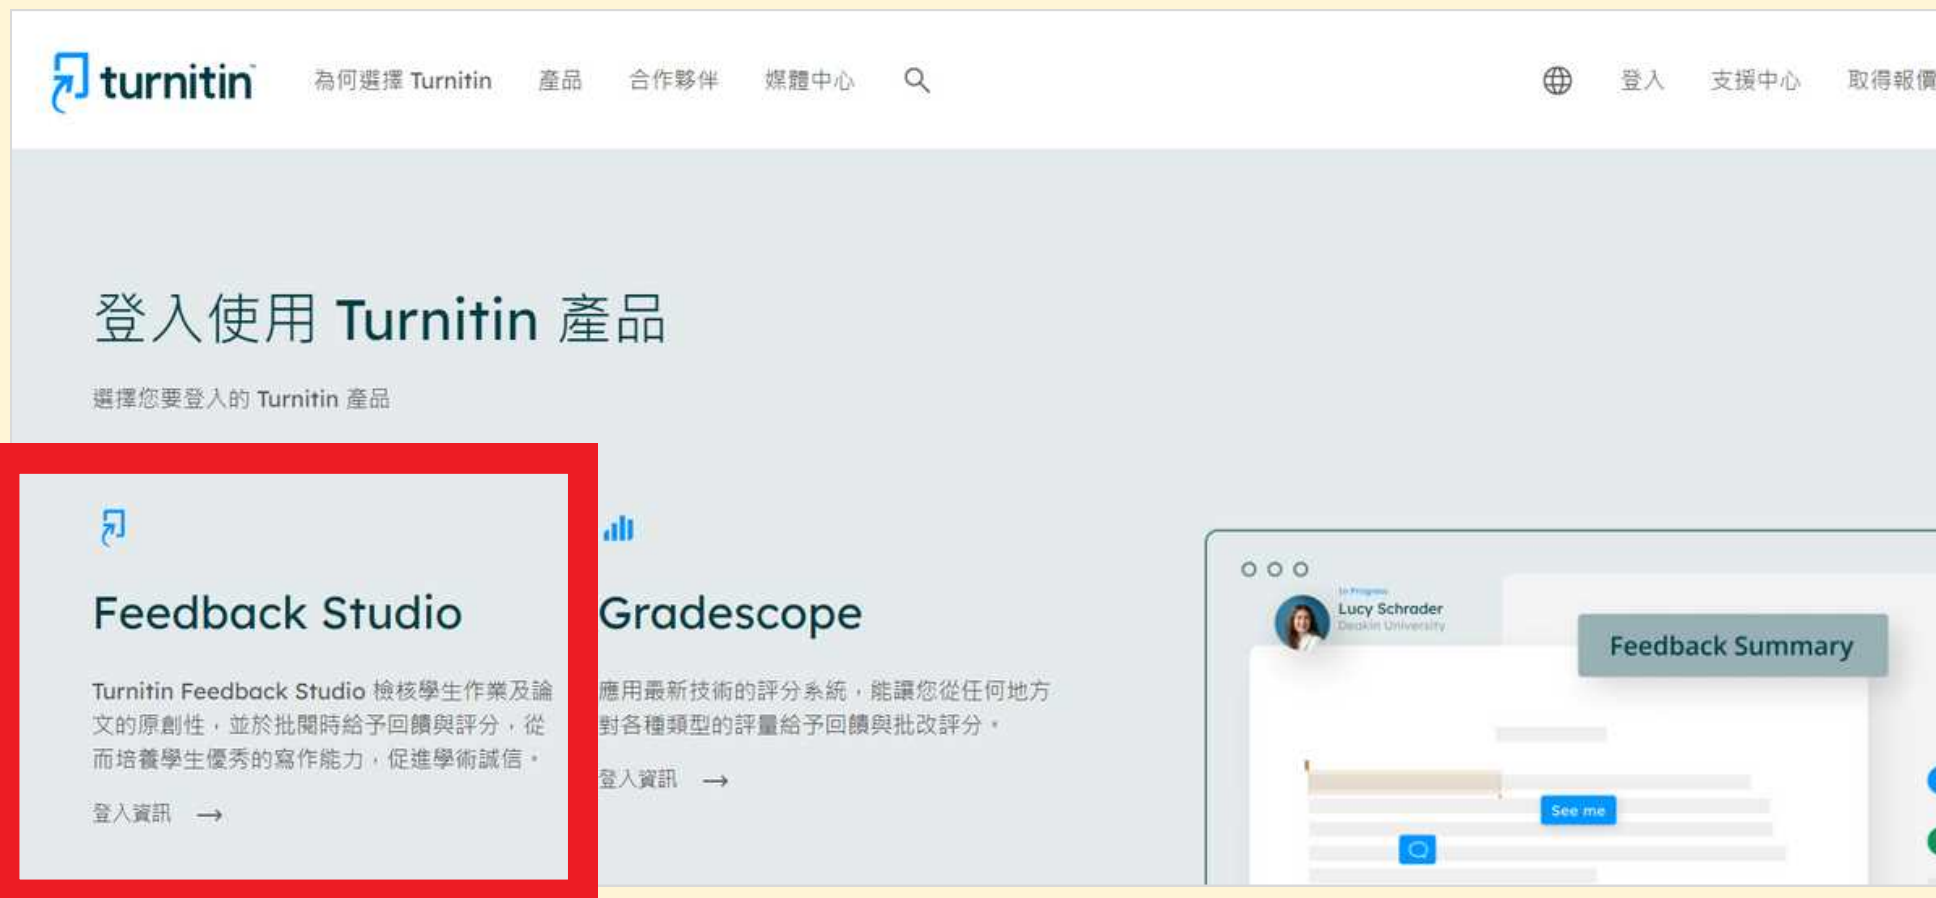 turnitin
為何選擇 Turnitin 產品 合作夥伴 媒體中心
登入 支援中心 取得報價
登入使用 Turnitin 產品
選擇您要登入的 Turnitin 產品
Feedback Studio
Turnitin Feedback Studio 檢核學生作業及論
文的原創性，並於批閱時給予回饋與評分，從
而培養學生優秀的寫作能力，促進學術誠信。
登入資訊 →
Gradescope
應用最新技術的評分系統，能讓您從任何地方
對各種類型的評量給予回饋與批改評分。
登入資訊 →
In Progress
Lucy Schrader
Deakin University
Feedback Summary
See me